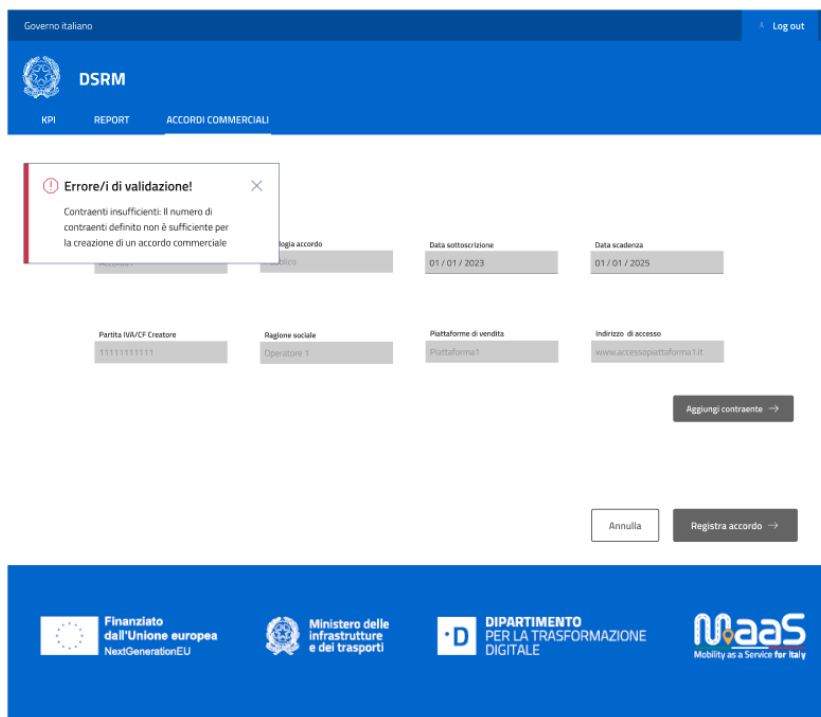 Governo italiano
Log out
DSRM
KPI REPORT ACCORDI COMMERCIALI
Errore/i di validazione!
Contraenti insufficienti: Il numero di
contraenti definito non è sufficiente per
la creazione di un accordo commerciale
logia accordo Data sottoscrizione Data scadenza
01 / 01 / 2023 01 / 01 / 2025
Partita IVA/CF Creatore Ragione sociale Piattaforme di vendita Indirizzo di accesso
11111111111 Operatore 1 Piattaforma1 www.accessopiattaforma1.it
Aggiungi contraente
Annulla Registra accordo
Finanziato
dall'Unione europea
NextGenerationEU
Ministero delle
infrastrutture
e dei trasporti
·D
DIPARTIMENTO
PER LA TRASFORMAZIONE
DIGITALE
MaaS
Mobility as a Service for Italy